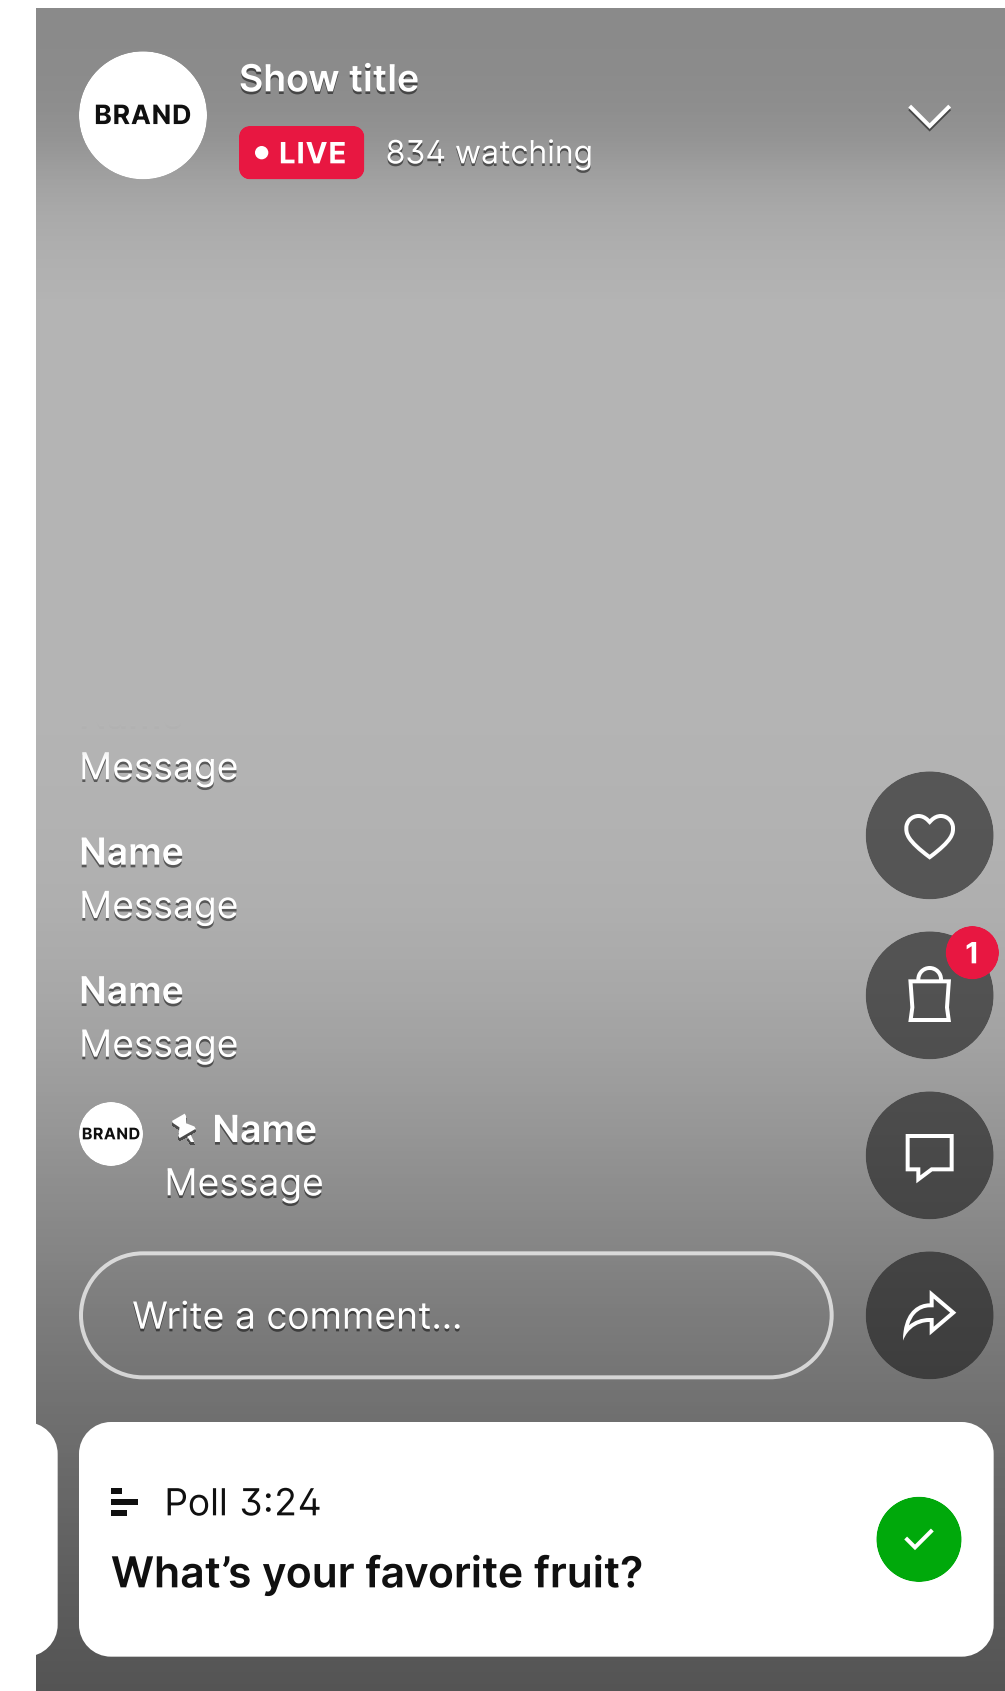 BRAND
Show title
LIVE
834 watching
Message
Name
Message
1
Name
Message
BRAND
Name
Message
Write a comment...
Poll 3:24
What’s your favorite fruit?